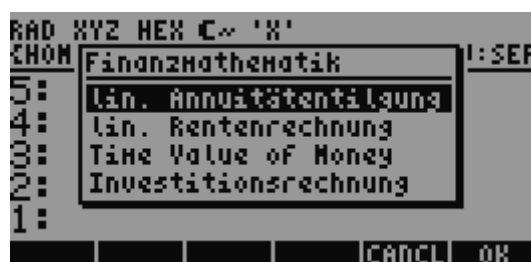 RAD XYZ HEX C~ 'X'
Finanzmathematik
lin. Annuitätentilgung
5:
4: lin. Rentenrechnung
3: Time Value of Money
2: Investitionsrechnung
1:
CANCL OK